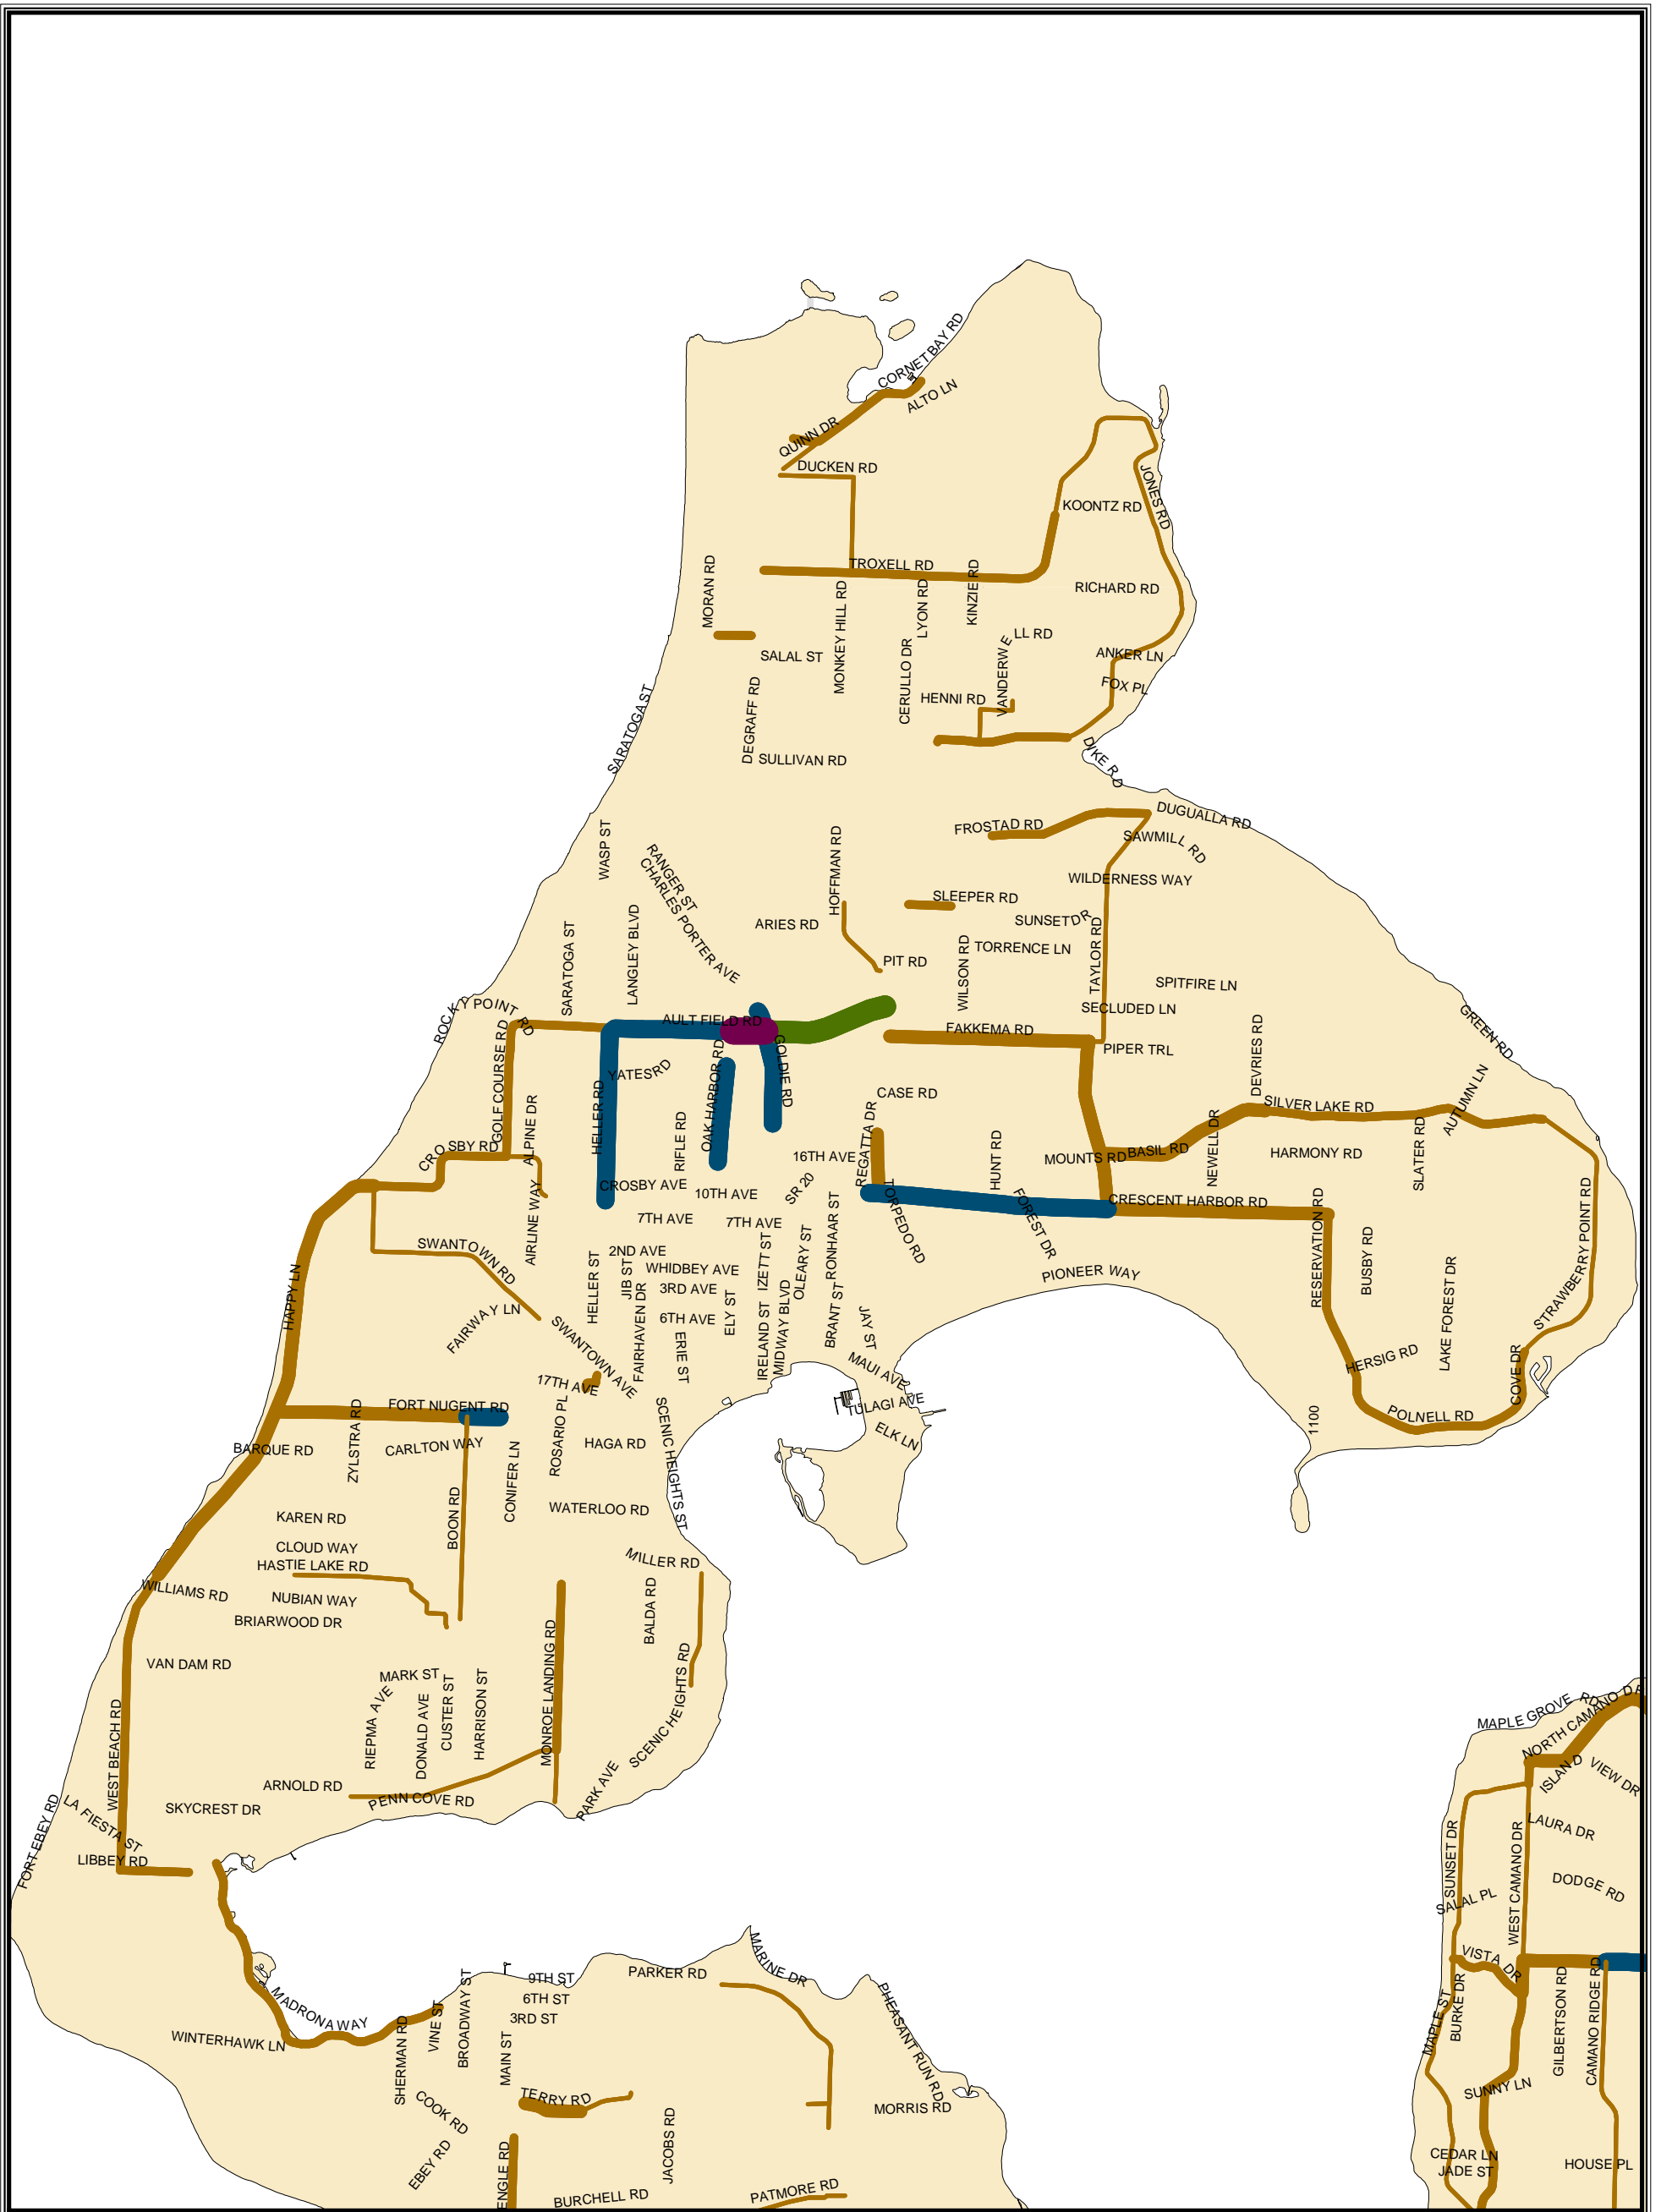 CORNET BAY RD
ALTO LN
QUINN DR
DUCKEN RD
JONES RD
KOONTZ RD
TROXELL RD
MORAN RD
MONKEY HILL RD
LYON RD
KINZIE RD
RICHARD RD
SALAL ST
CERULLO DR
VANDERWE
LL RD
ANKER LN
FOX PL
HENNI RD
DEGRAFF RD
SARATOGA ST
SULLIVAN RD
DIKE RD
DUGUALLA RD
FROSTAD RD
SAWMILL RD
WASP ST
RANGER ST
CHARLES PORTER AVE
HOFFMAN RD
WILDERNESS WAY
SLEEPER RD
SUNSET DR
ARIES RD
TORRENCE LN
TAYLOR RD
SARATOGA ST
LANGLEY BLVD
PIT RD
WILSON RD
SPITFIRE LN
SECLUDED LN
ROCKY POINT RD
AULT FIELD RD
FAKKEMA RD
GREEN RD
PIPER TRL
DEVRIES RD
GOLF COURSE RD
YATES RD
OAK HARBOR RD
GOLDIE RD
CASE RD
SILVER LAKE RD
AUTUMN LN
HELLER RD
ALPINE DR
RIFLE RD
REGATTA DR
CROSBY RD
16TH AVE
HUNT RD
MOUNTS RD
BASIL RD
NEWELL DR
HARMONY RD
SLATER RD
CROSBY AVE
10TH AVE
SR 20
CRESCENT HARBOR RD
AIRLINE WAY
7TH AVE
7TH AVE
RONHAAR ST
TORPEDO RD
FOREST DR
RESERVATION RD
STRAWBERRY POINT RD
SWANTOWN RD
2ND AVE
WHIDBEY AVE
IZETT ST
OLEARY ST
BUSBY RD
HELLER ST
JIB ST
3RD AVE
PIONEER WAY
LAKE FOREST DR
HAPPY LN
FAIRWAY LN
6TH AVE
ELY ST
FAIRHAVEN DR
ERIE ST
IRELAND ST
MIDWAY BLVD
BRANT ST
JAY ST
SWANTOWN AVE
MAUI AVE
HERSIG RD
COVE DR
17TH AVE
TULAGI AVE
FORT NUGENT RD
ZYLSTRA RD
ROSARIO PL
SCENIC HEIGHTS ST
ELK LN
1100
POLNELL RD
BARQUE RD
CARLTON WAY
CONIFER LN
HAGA RD
BOON RD
KAREN RD
WATERLOO RD
CLOUD WAY
HASTIE LAKE RD
MILLER RD
WILLIAMS RD
NUBIAN WAY
BALDA RD
BRIARWOOD DR
VAN DAM RD
MARK ST
MONROE LANDING RD
SCENIC HEIGHTS RD
RIEPMA AVE
DONALD AVE
CUSTER ST
HARRISON ST
WEST BEACH RD
ARNOLD RD
PENN COVE RD
PARK AVE
SKYCREST DR
LA FIESTA ST
FORT EBEY RD
LIBBEY RD
MAPLE GROVE RD
NORTH CAMANO DR
ISLAND
VIEW DR
LAURA DR
SUNSET DR
WEST CAMANO DR
DODGE RD
SALAL PL
VISTA DR
BURKE DR
GILBERTSON RD
CAMANO RIDGE RD
MAPLE ST
SUNNY LN
CEDAR LN
JADE ST
HOUSE PL
MARINE DR
PARKER RD
9TH ST
6TH ST
3RD ST
PHEASANT RUN RD
MADRONA WAY
WINTERHAWK LN
SHERMAN RD
VINE ST
BROADWAY ST
MAIN ST
TERRY RD
COOK RD
EBEY RD
MORRIS RD
JACOBS RD
ENGLE RD
BURCHELL RD
PATMORE RD